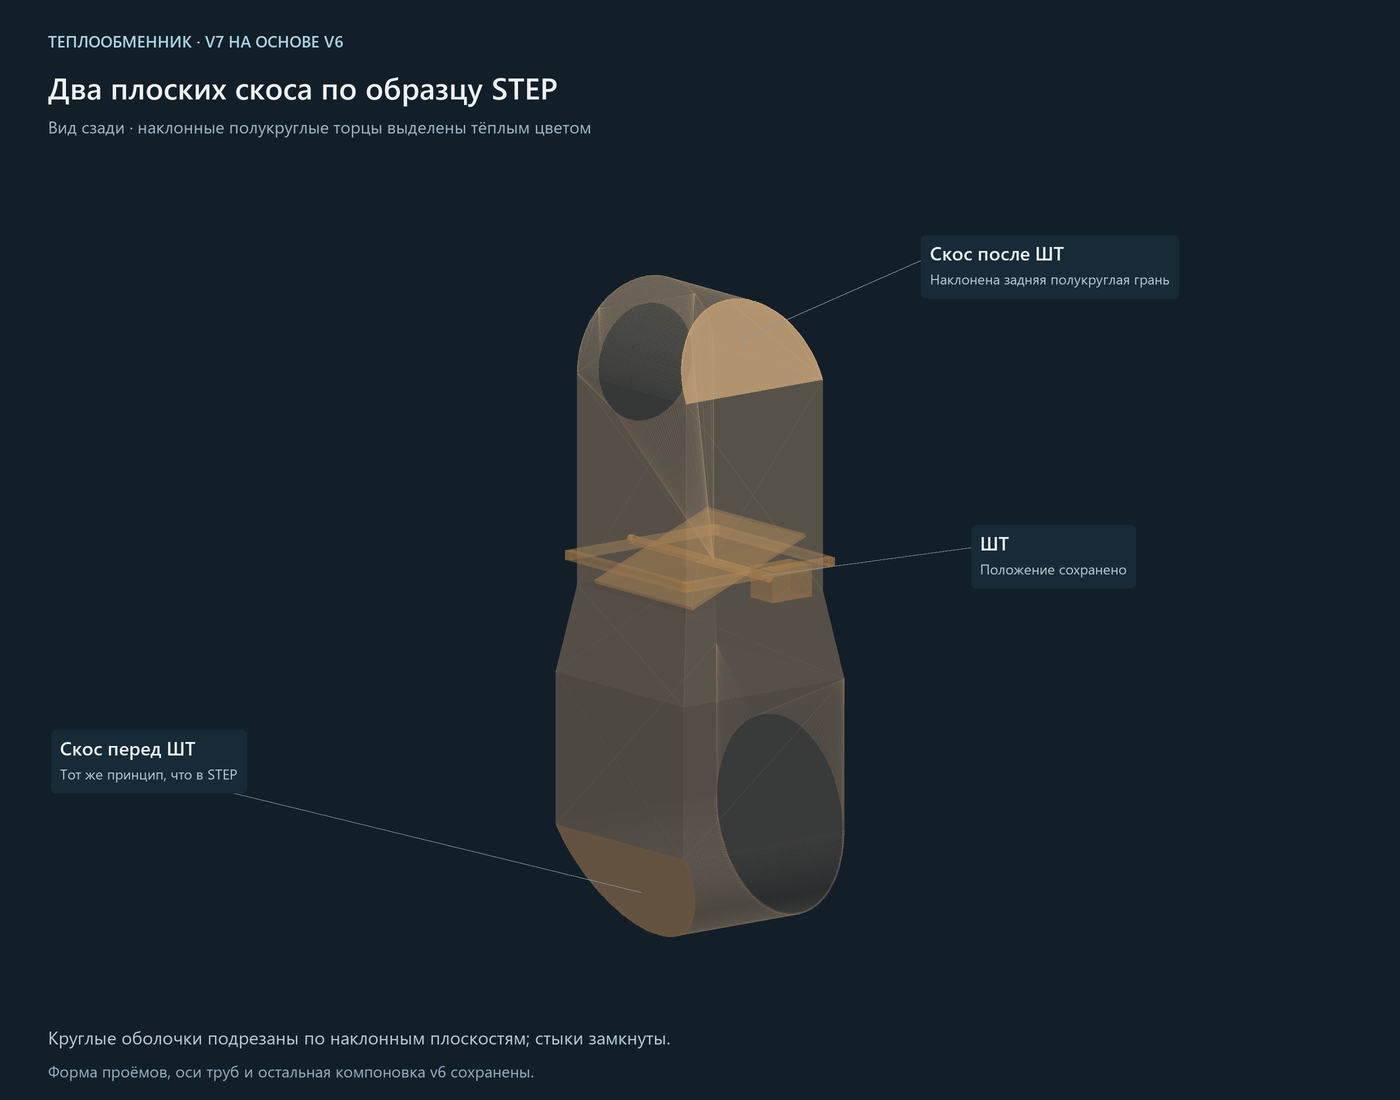 ТЕПЛООБМЕННИК · V7 НА ОСНОВЕ V6
Два плоских скоса по образцу STEP
Вид сзади · наклонные полукруглые торцы выделены тёплым цветом
Скос после ШТ
Наклонена задняя полукруглая грань
ШТ
Положение сохранено
Скос перед ШТ
Тот же принцип, что в STEP
Круглые оболочки подрезаны по наклонным плоскостям; стыки замкнуты.
Форма проёмов, оси труб и остальная компоновка v6 сохранены.